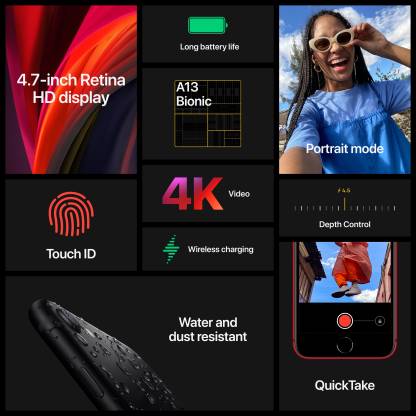 4.7-inch Retina
HD display
Long battery life
A13
Bionic
Portrait mode
4K Video
Touch ID
Wireless charging
ƒ 4.5
Depth Control
Water and
dust resistant
QuickTake